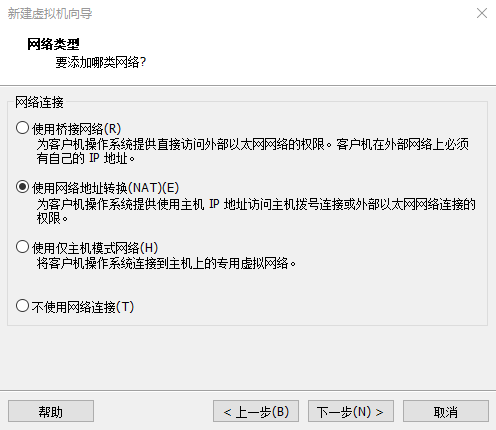 新建虚拟机向导
网络类型
要添加哪类网络?
网络连接
使用桥接网络(R)
为客户机操作系统提供直接访问外部以太网网络的权限。客户机在外部网络上必须
有自己的 IP 地址。
使用网络地址转换(NAT)(E)
为客户机操作系统提供使用主机 IP 地址访问主机拨号连接或外部以太网网络连接的
权限。
使用仅主机模式网络(H)
将客户机操作系统连接到主机上的专用虚拟网络。
不使用网络连接(T)
帮助
< 上一步(B)
下一步(N) >
取消